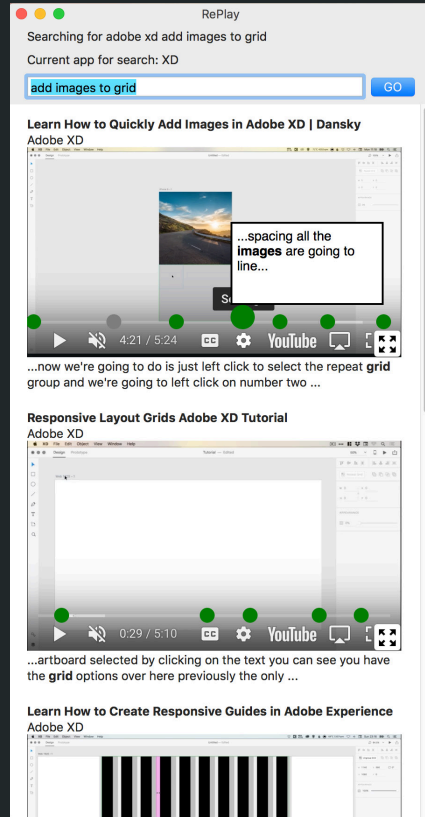 RePlay
Searching for adobe xd add images to grid
Current app for search: XD
add images to grid
GO
Learn How to Quickly Add Images in Adobe XD | Dansky
Adobe XD
...spacing all the
images are going to
line...
4:21 / 5:24
CC
YouTube
...now we're going to do is just left click to select the repeat grid
group and we're going to left click on number two ...
Responsive Layout Grids Adobe XD Tutorial
Adobe XD
Design
Prototype
0:29 / 5:10
CC
YouTube
...artboard selected by clicking on the text you can see you have
the grid options over here previously the only ...
Learn How to Create Responsive Guides in Adobe Experience
Adobe XD